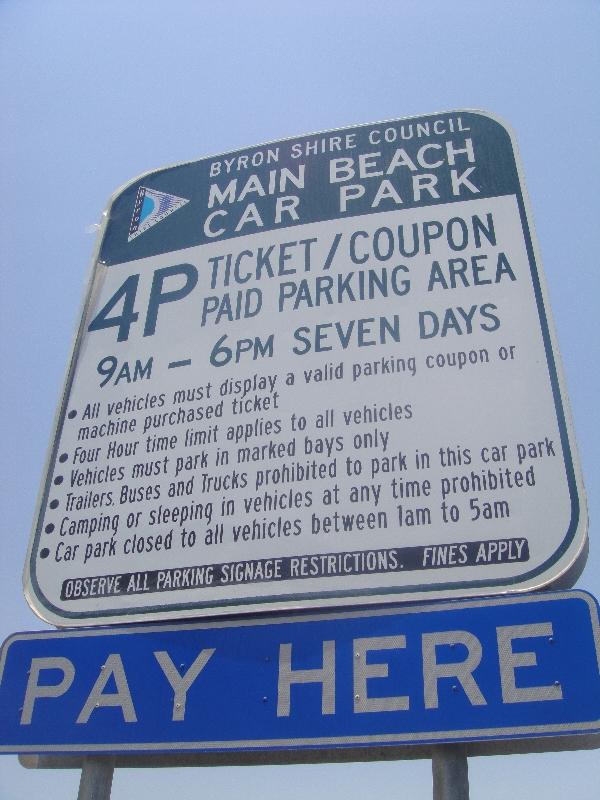 BYRON SHIRE COUNCIL
MAIN BEACH
CAR PARK
4P TICKET/COUPON
PAID PARKING AREA
9AM - 6PM SEVEN DAYS
• All vehicles must display a valid parking coupon or
machine purchased ticket
• Four Hour time limit applies to all vehicles
• Vehicles must park in marked bays only
• Trailers, Buses and Trucks prohibited to park in this car park
• Camping or sleeping in vehicles at any time prohibited
• Car park closed to all vehicles between 1am to 5am
OBSERVE ALL PARKING SIGNAGE RESTRICTIONS. FINES APPLY
PAY HERE